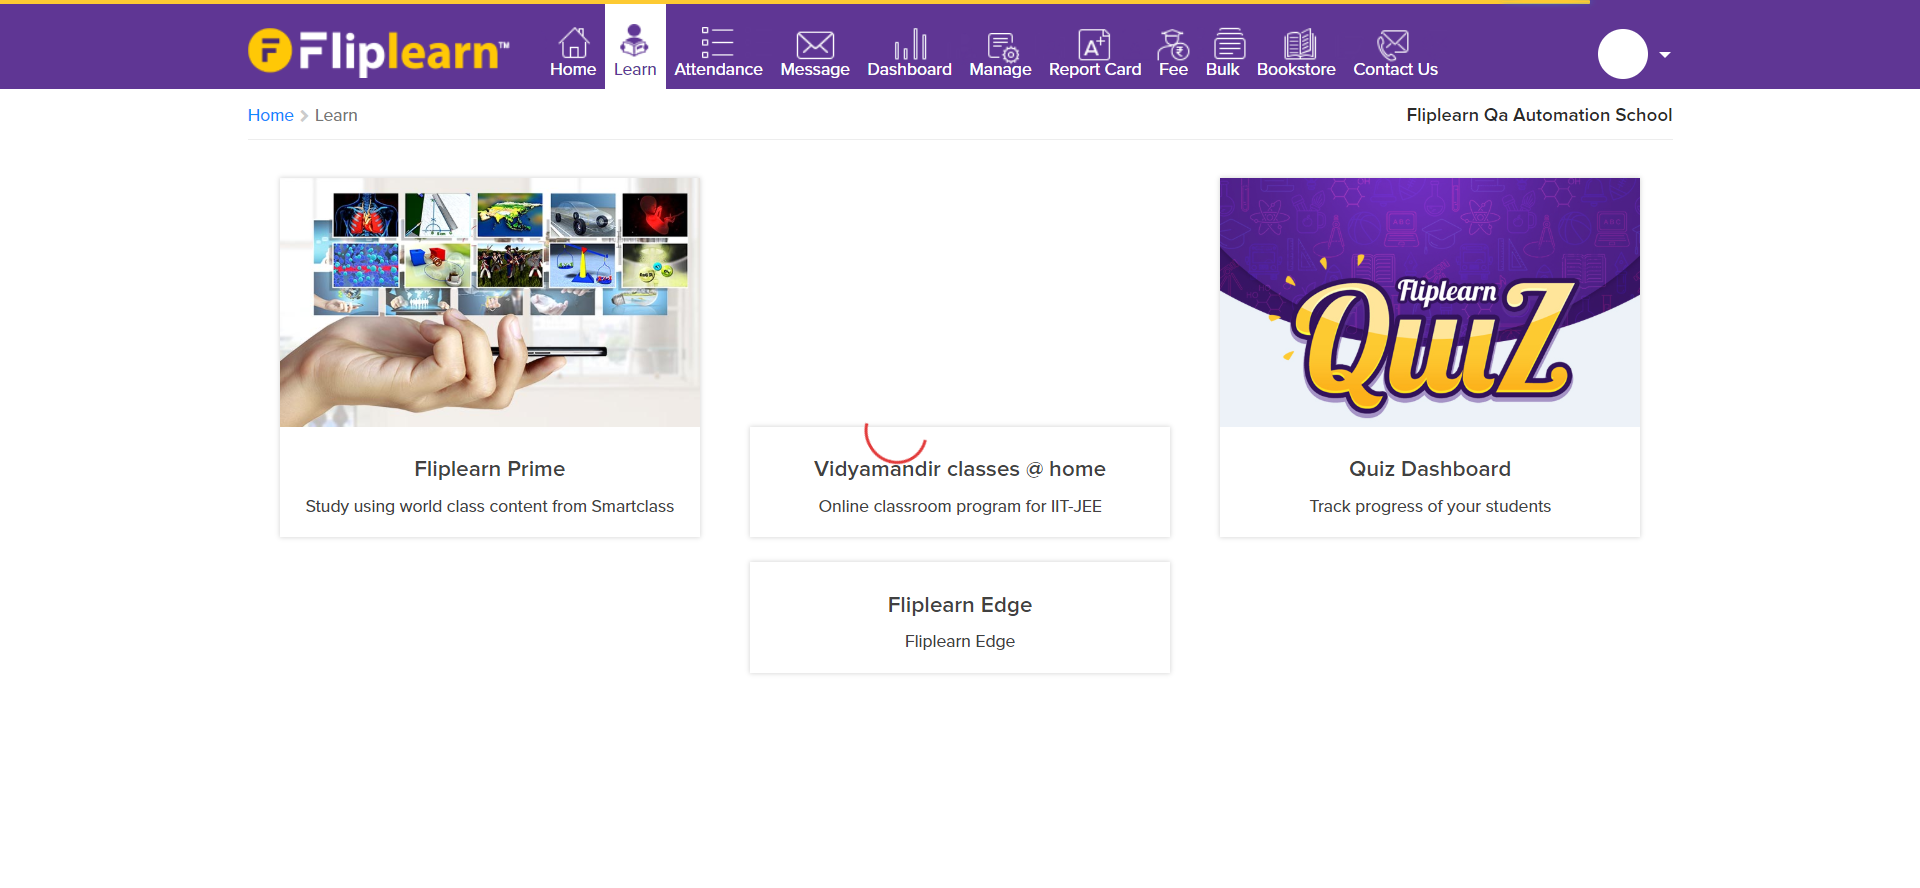 Fliplearn™
Home
Learn
Attendance
Message
Dashboard
Manage
Report Card
Fee
Bulk
Bookstore
Contact Us
Home > Learn
Fliplearn Qa Automation School
Fliplearn
Quiz
Fliplearn Prime
Study using world class content from Smartclass
Vidyamandir classes @ home
Online classroom program for IIT-JEE
Quiz Dashboard
Track progress of your students
Fliplearn Edge
Fliplearn Edge